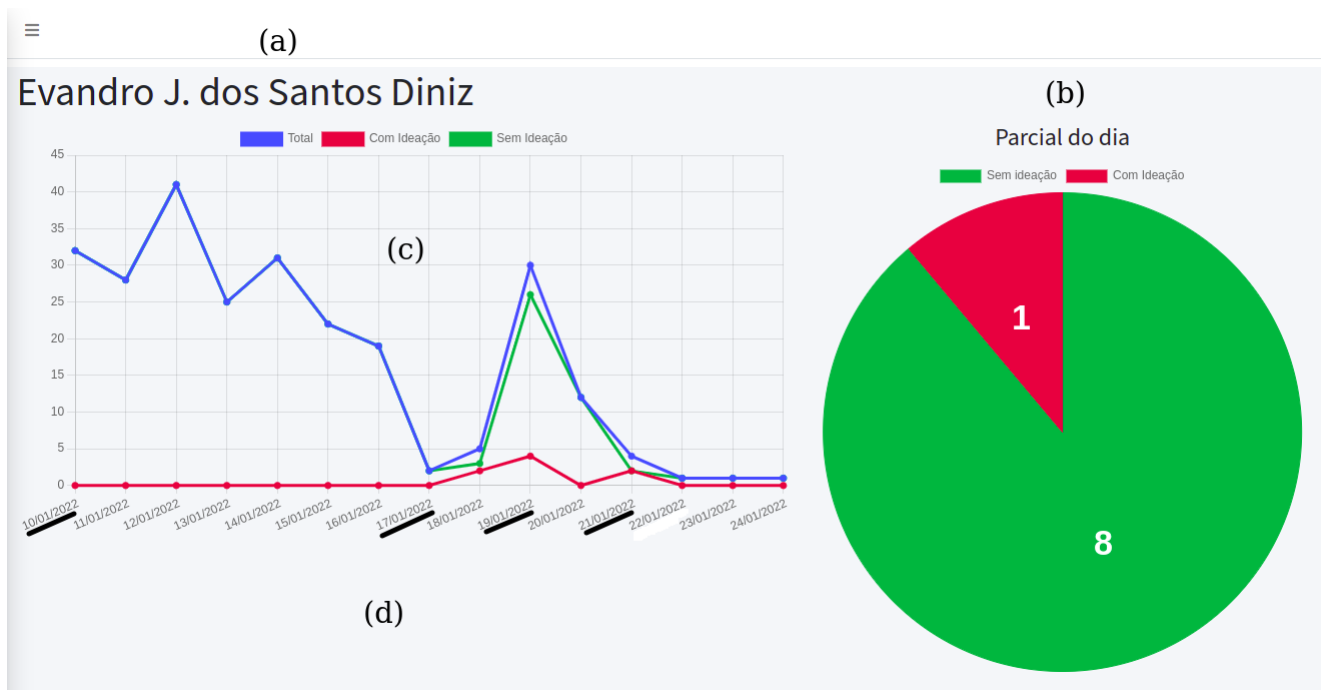 (a)
Evandro J. dos Santos Diniz
(b)
Parcial do dia
Total Com Ideação Sem Ideação
Sem ideação Com Ideação
45
40
35
30
25
20
15
10
5
0
(c)
1
8
10/01/2022 11/01/2022 12/01/2022 13/01/2022 14/01/2022 15/01/2022 16/01/2022 17/01/2022 18/01/2022 19/01/2022 20/01/2022 21/01/2022 22/01/2022 23/01/2022 24/01/2022
(d)